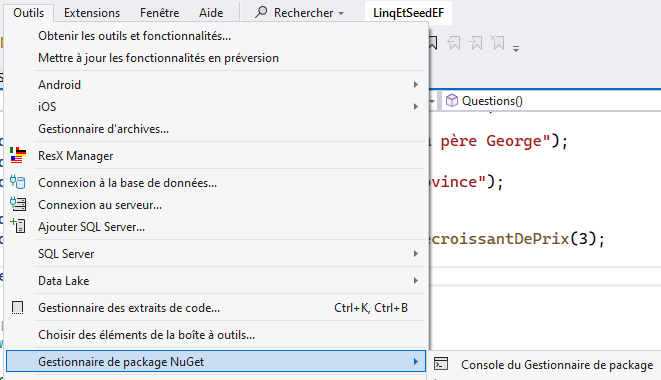 Outils Extensions Fenêtre Aide Rechercher LinqEtSeedEF
Obtenir les outils et fonctionnalités...
Mettre à jour les fonctionnalités en préversion
Android
Questions()
iOS
Gestionnaire d'archives...
père George");
ResX Manager
Connexion à la base de données...
ovince");
Connexion au serveur...
Ajouter SQL Server...
ecroissantDePrix(3);
SQL Server
Data Lake
Gestionnaire des extraits de code... Ctrl+K, Ctrl+B
Choisir des éléments de la boîte à outils...
Gestionnaire de package NuGet
Console du Gestionnaire de package